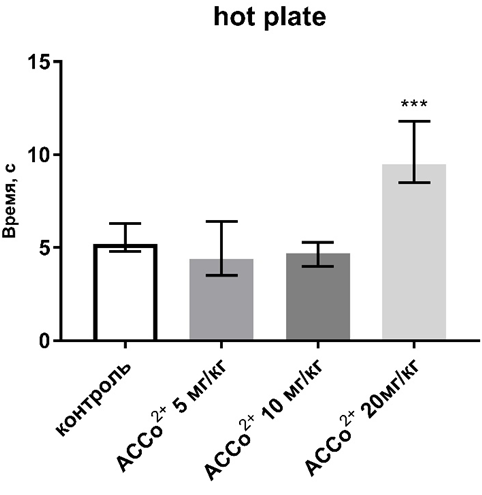 hot plate
15
10
5
0
Время, с
***
контроль
ACCo²⁺ 5 мг/кг
ACCo²⁺ 10 мг/кг
ACCo²⁺ 20мг/кг